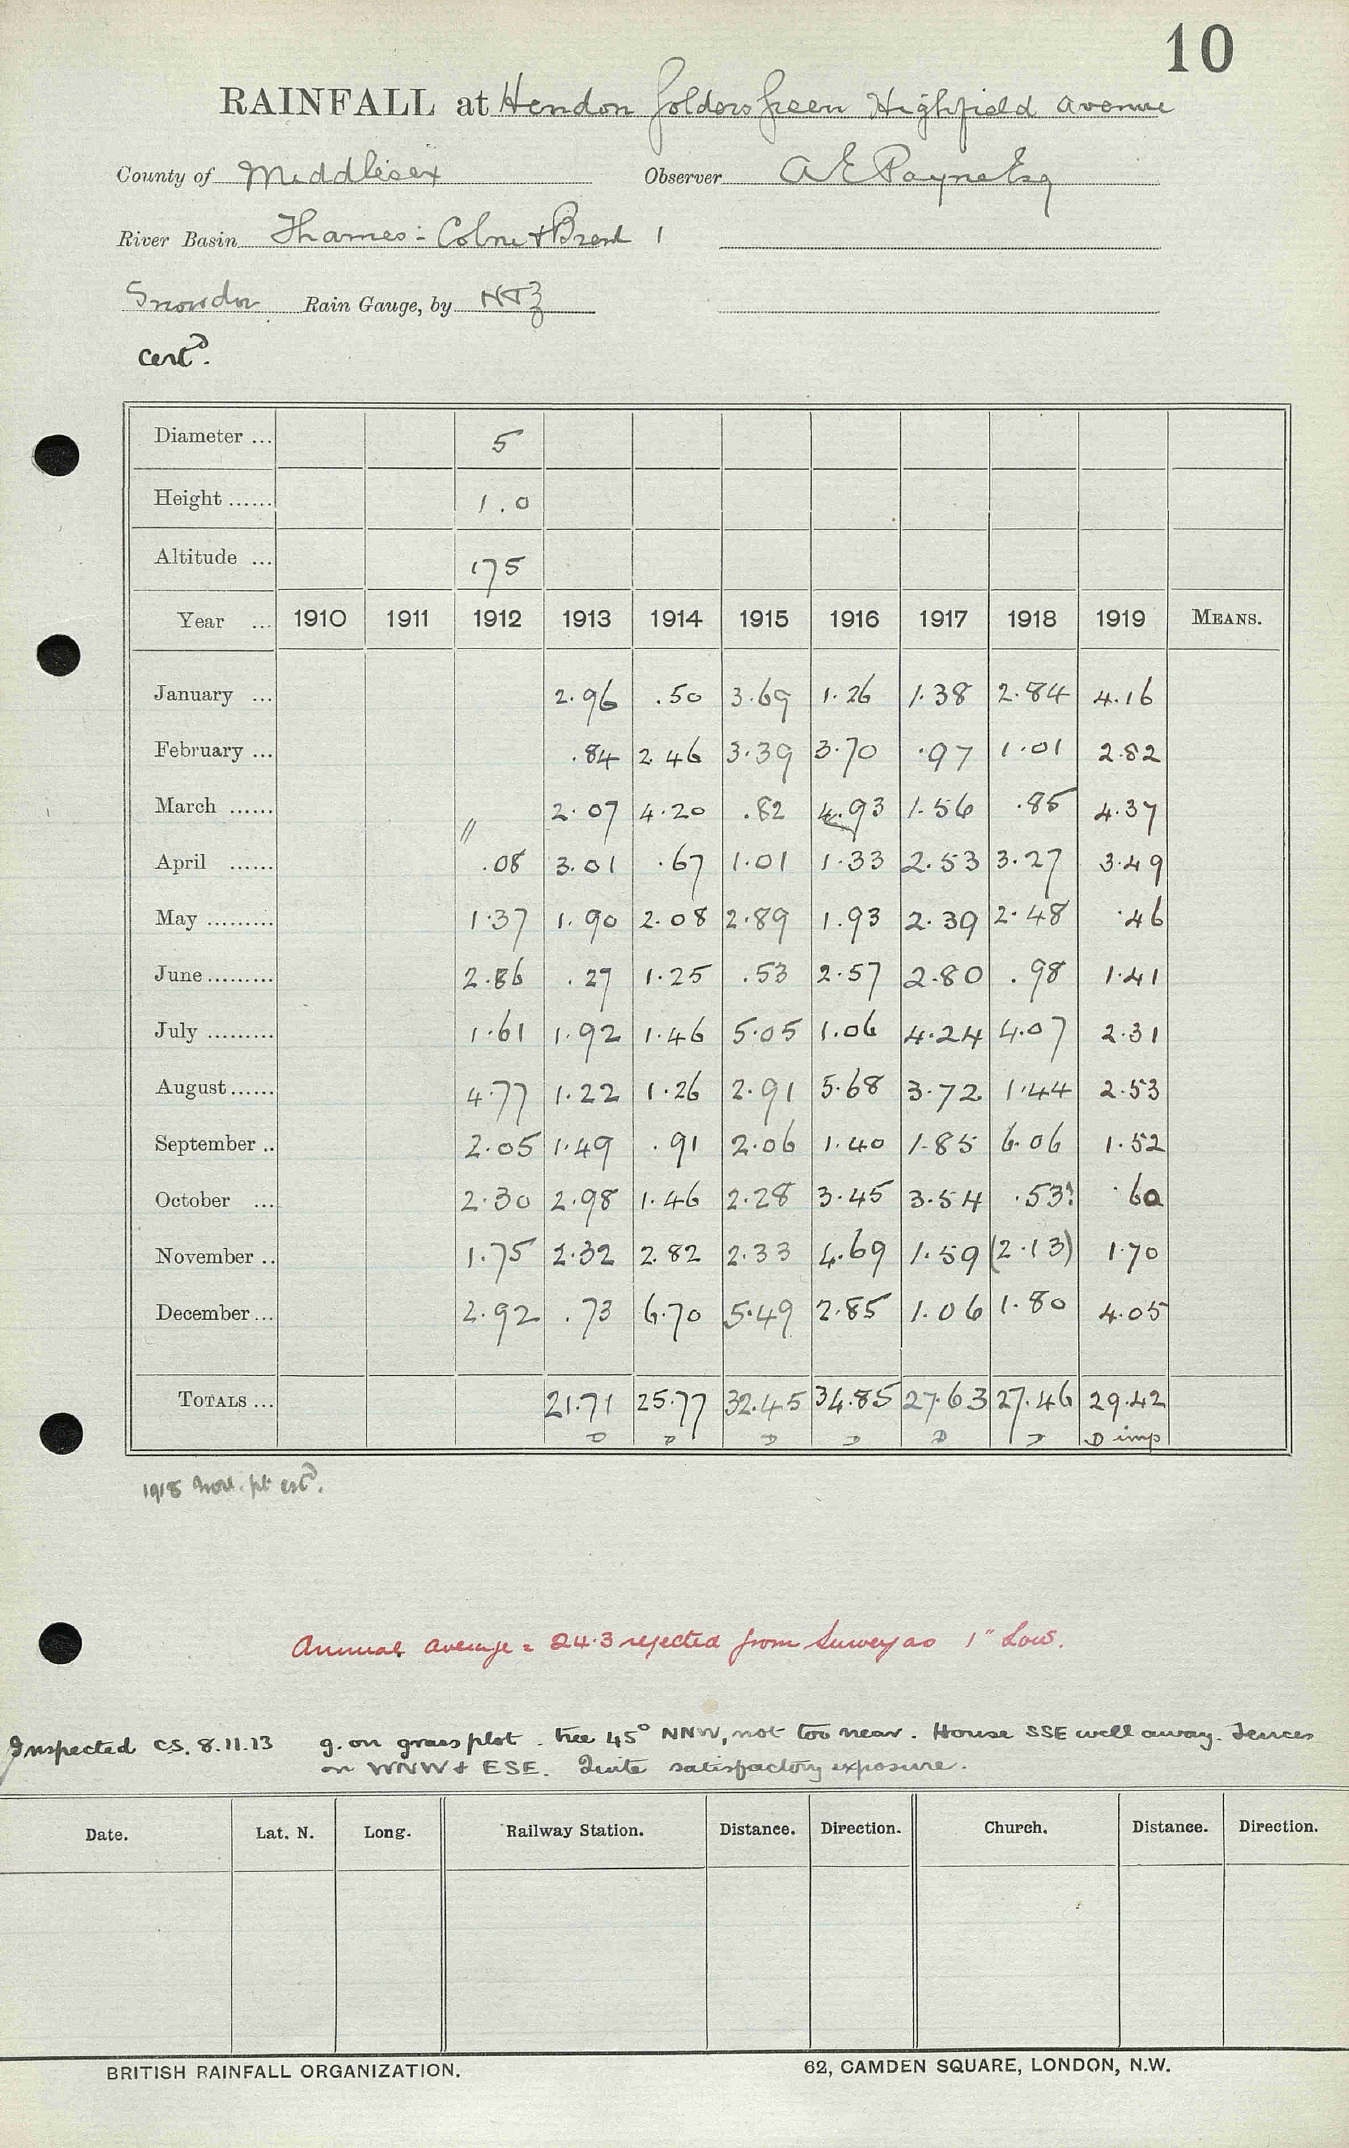 10
RAINFALL at Hendon Golders Green Highfield Avenue
County of Middlesex Observer A E Payne Esq
River Basin Thames:- Colne & Brent 1
Snowdon Rain Gauge, by N&Z
Certd.
Diameter ... 5
Height ...... 1.0
Altitude ... 175
Year ... 1910 1911 1912 1913 1914 1915 1916 1917 1918 1919 MEANS.
January ... 2.96 .50 3.69 1.26 1.38 2.84 4.16
February ... .84 2.46 3.39 3.70 .97 1.01 2.82
March ...... " 2.07 4.20 .82 4.93 1.56 .85 4.37
April ...... .08 3.01 .67 1.01 1.33 2.53 3.27 3.49
May ......... 1.37 1.90 2.08 2.89 1.93 2.39 2.48 .46
June ......... 2.86 .27 1.25 .53 2.57 2.80 .98 1.41
July ......... 1.61 1.92 1.46 5.05 1.06 4.24 4.07 2.31
August ...... 4.77 1.22 1.26 2.91 5.68 3.72 1.44 2.53
September .. 2.05 1.49 .91 2.06 1.40 1.85 6.06 1.52
October ... 2.30 2.98 1.46 2.28 3.45 3.54 .53? .60
November .. 1.75 2.32 2.82 2.33 4.69 1.59 (2.13) 1.70
December ... 2.92 .73 6.70 5.49 2.85 1.06 1.80 4.05
TOTALS ... 21.71 25.77 32.45 34.85 27.63 27.46 29.42
D D D D D D D imp
1918 Nov. pt estd.
Annual average = 24.3 rejected from Survey as 1" low.
Inspected CS. 8.11.13 g. on grass plot. tree 45° NNW, not too near. House SSE well away. Fences
on WNW & ESE. Quite satisfactory exposure.
Date. Lat. N. Long. Railway Station. Distance. Direction. Church. Distance. Direction.
BRITISH RAINFALL ORGANIZATION. 62, CAMDEN SQUARE, LONDON, N.W.